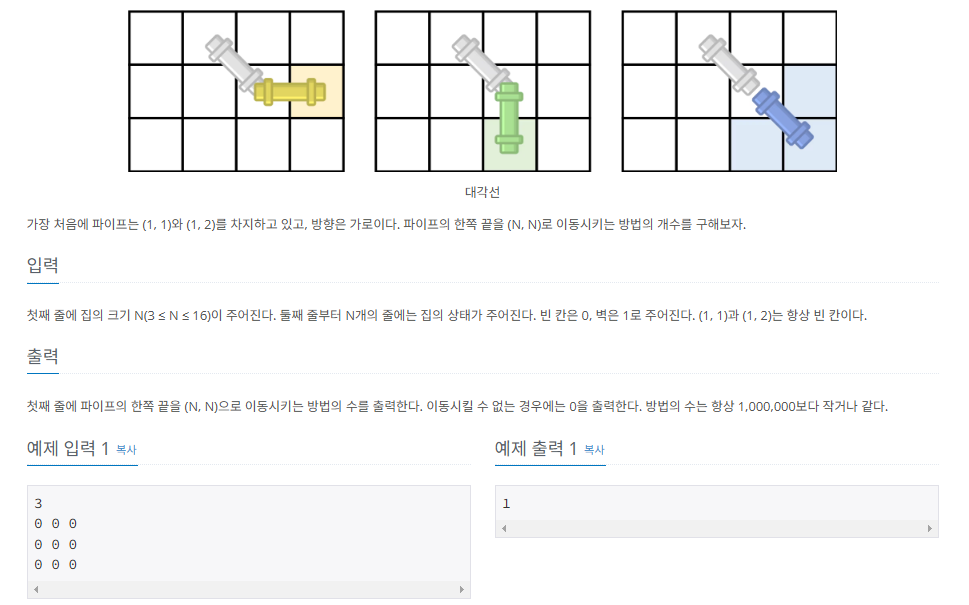 대각선
가장 처음에 파이프는 (1, 1)와 (1, 2)를 차지하고 있고, 방향은 가로이다. 파이프의 한쪽 끝을 (N, N)로 이동시키는 방법의 개수를 구해보자.
입력
첫째 줄에 집의 크기 N(3 ≤ N ≤ 16)이 주어진다. 둘째 줄부터 N개의 줄에는 집의 상태가 주어진다. 빈 칸은 0, 벽은 1로 주어진다. (1, 1)과 (1, 2)는 항상 빈 칸이다.
출력
첫째 줄에 파이프의 한쪽 끝을 (N, N)으로 이동시키는 방법의 수를 출력한다. 이동시킬 수 없는 경우에는 0을 출력한다. 방법의 수는 항상 1,000,000보다 작거나 같다.
예제 입력 1 복사
3
0 0 0
0 0 0
0 0 0
예제 출력 1 복사
1